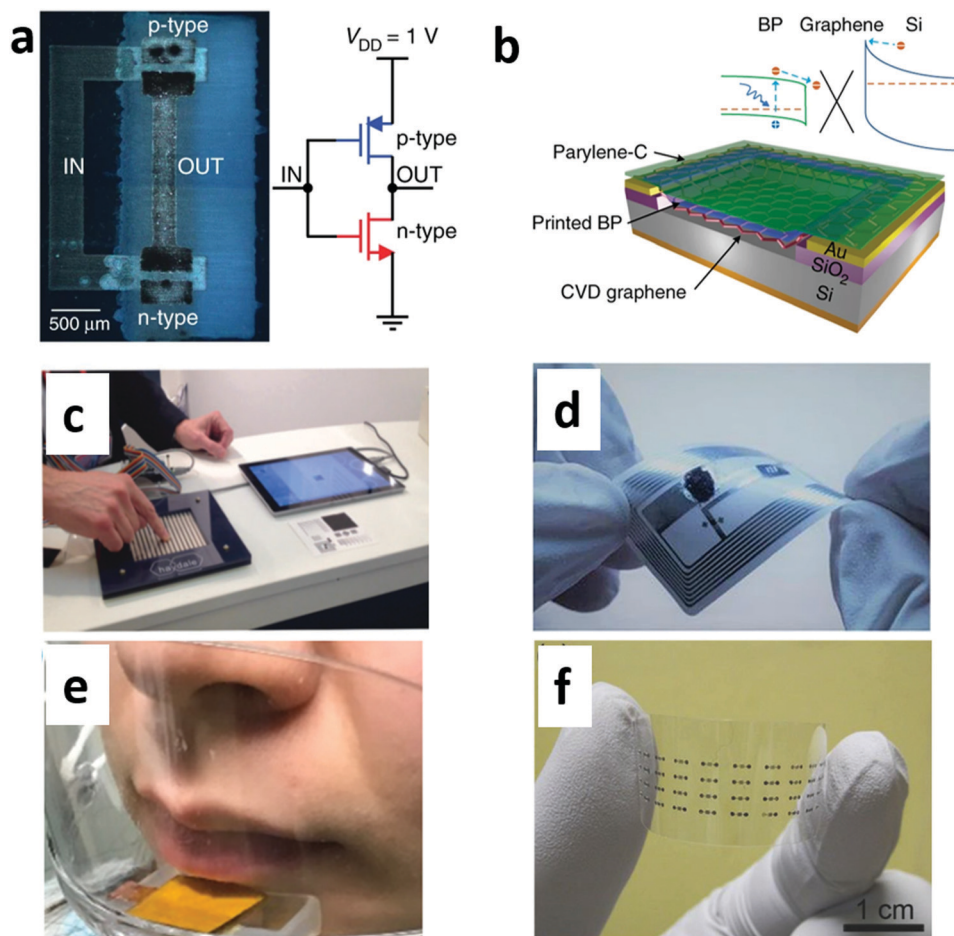 a
p-type
IN
OUT
500 µm
n-type
V_DD = 1 V
p-type
IN
OUT
n-type
b
BP Graphene Si
Parylene-C
Printed BP
CVD graphene
Au
SiO₂
Si
c
haydale
d
e
f
1 cm